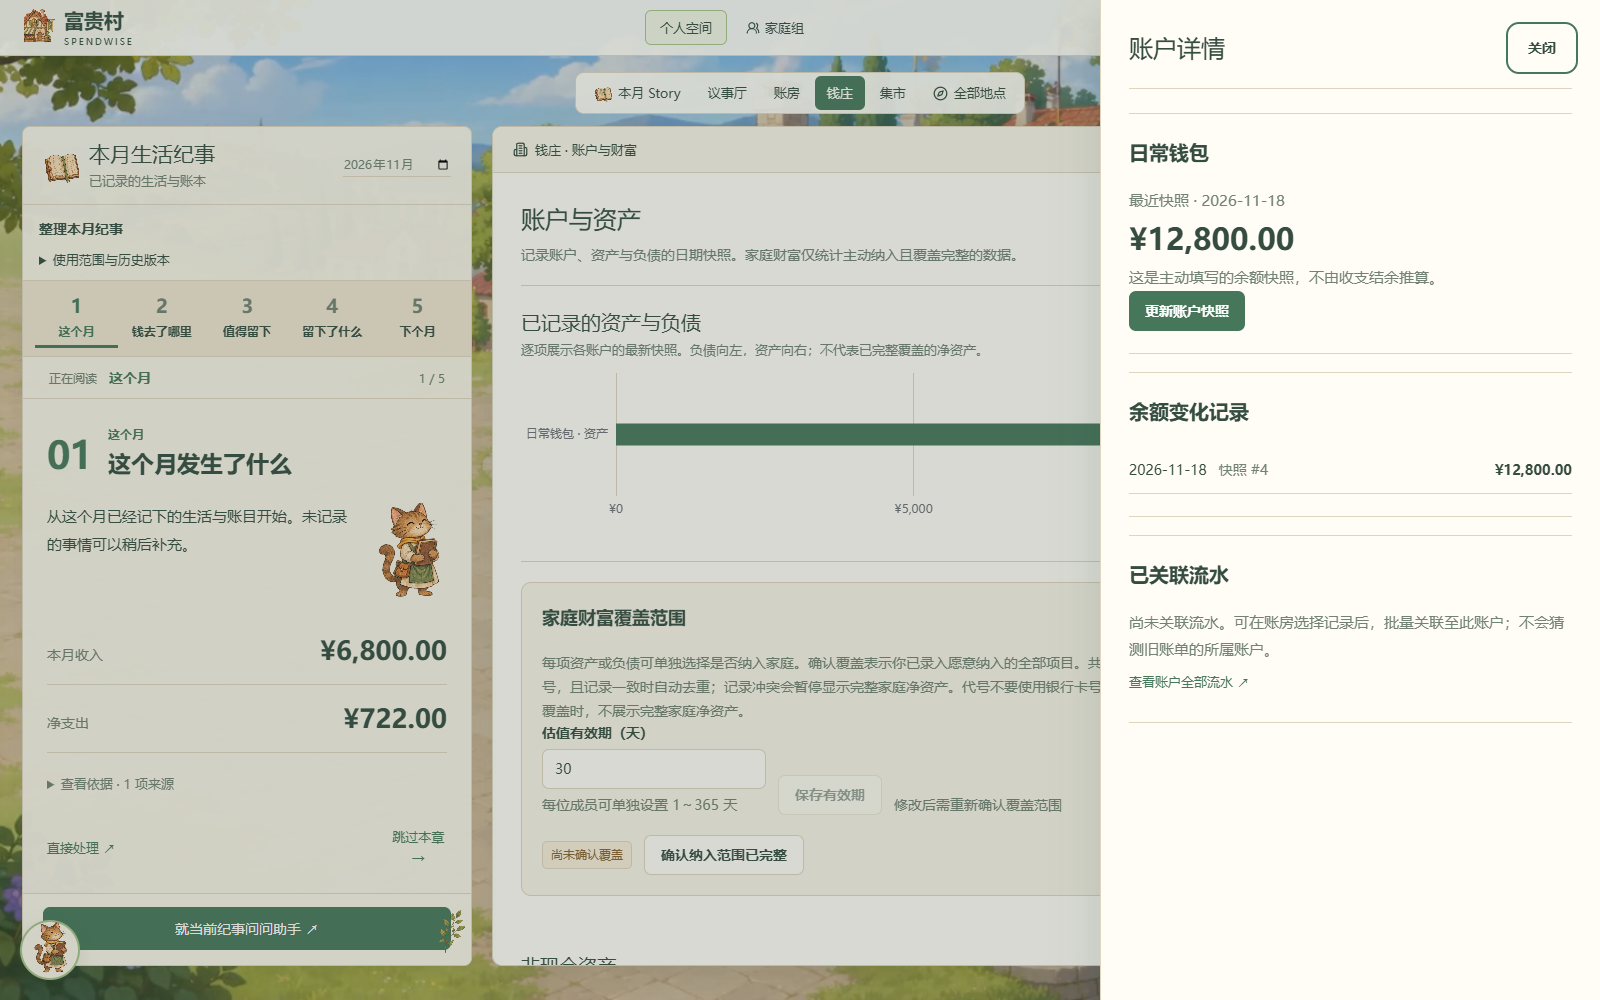 富贵村
SPENDWISE
个人空间
家庭组
本月 Story
议事厅
账房
钱庄
集市
全部地点
本月生活纪事
已记录的生活与账本
2026年11月
整理本月纪事
使用范围与历史版本
1
这个月
2
钱去了哪里
3
值得留下
4
留下了什么
5
下个月
正在阅读 这个月
1 / 5
01
这个月
这个月发生了什么
从这个月已经记下的生活与账目开始。未记录
的事情可以稍后补充。
本月收入
¥6,800.00
净支出
¥722.00
查看依据 · 1 项来源
直接处理 ↗
跳过本章
→
就当前纪事问问助手 ↗
钱庄 · 账户与财富
账户与资产
记录账户、资产与负债的日期快照。家庭财富仅统计主动纳入且覆盖完整的数据。
已记录的资产与负债
逐项展示各账户的最新快照。负债向左，资产向右；不代表已完整覆盖的净资产。
日常钱包 · 资产
¥0
¥5,000
家庭财富覆盖范围
每项资产或负债可单独选择是否纳入家庭。确认覆盖表示你已录入愿意纳入的全部项目。共
号，且记录一致时自动去重；记录冲突会暂停显示完整家庭净资产。代号不要使用银行卡号
覆盖时，不展示完整家庭净资产。
估值有效期（天）
30
每位成员可单独设置 1～365 天
保存有效期
修改后需重新确认覆盖范围
尚未确认覆盖
确认纳入范围已完整
账户详情
关闭
日常钱包
最近快照 · 2026-11-18
¥12,800.00
这是主动填写的余额快照，不由收支结余推算。
更新账户快照
余额变化记录
2026-11-18 快照 #4
¥12,800.00
已关联流水
尚未关联流水。可在账房选择记录后，批量关联至此账户；不会猜
测旧账单的所属账户。
查看账户全部流水 ↗